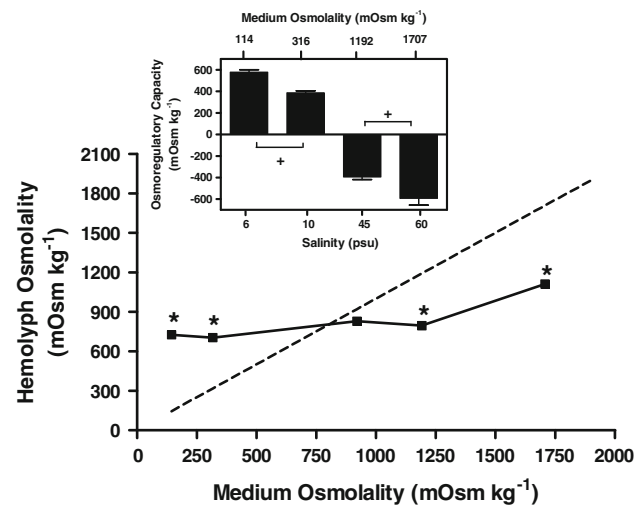 Medium Osmolality (mOsm kg-1)
114 316 1192 1707
Osmoregulatory Capacity
(mOsm kg-1)
600
400
200
0
-200
-400
-600
+
+
6 10 45 60
Salinity (psu)
Hemolyph Osmolality
(mOsm kg-1)
2100
1800
1500
1200
900
600
300
0
* * * *
0 250 500 750 1000 1250 1500 1750 2000
Medium Osmolality (mOsm kg-1)